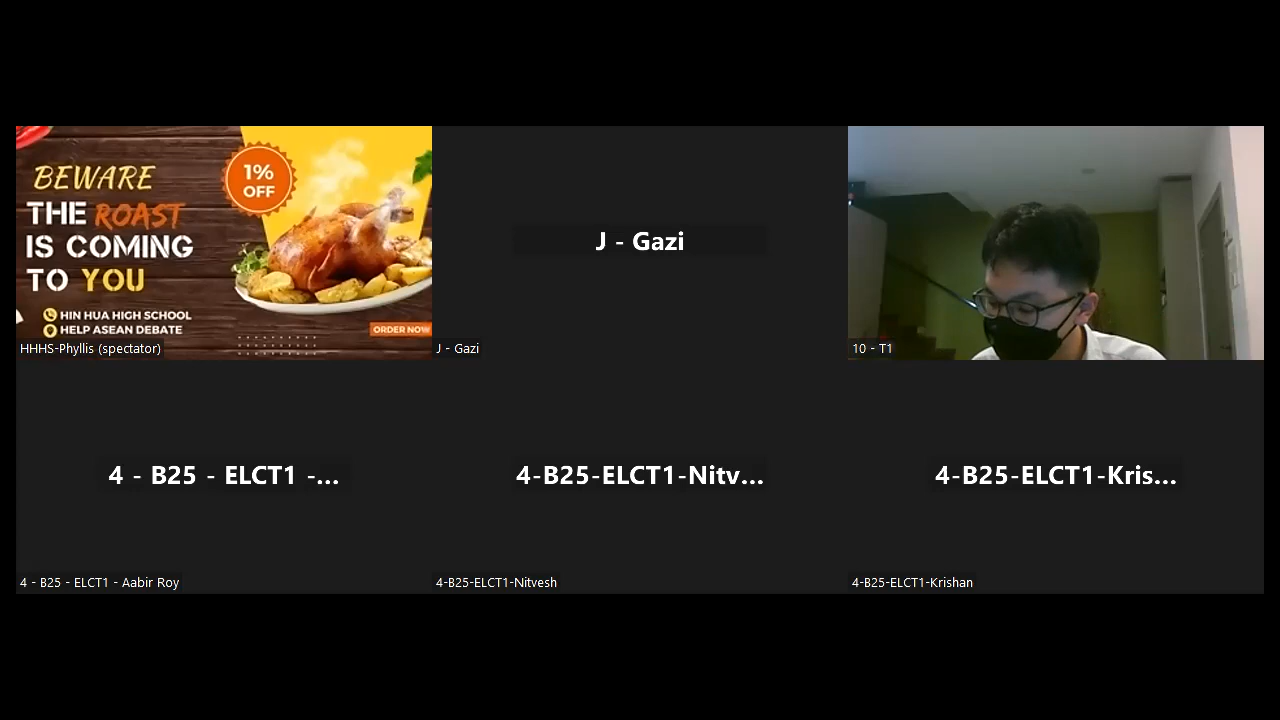 BEWARE
1%
OFF
THE ROAST
IS COMING
TO YOU
HIN HUA HIGH SCHOOL
HELP ASEAN DEBATE
ORDER NOW
HHHS-Phyllis (spectator)
J - Gazi
J - Gazi
10 - T1
4 - B25 - ELCT1 -...
4-B25-ELCT1-Nitv...
4-B25-ELCT1-Kris...
4 - B25 - ELCT1 - Aabir Roy
4-B25-ELCT1-Nitvesh
4-B25-ELCT1-Krishan